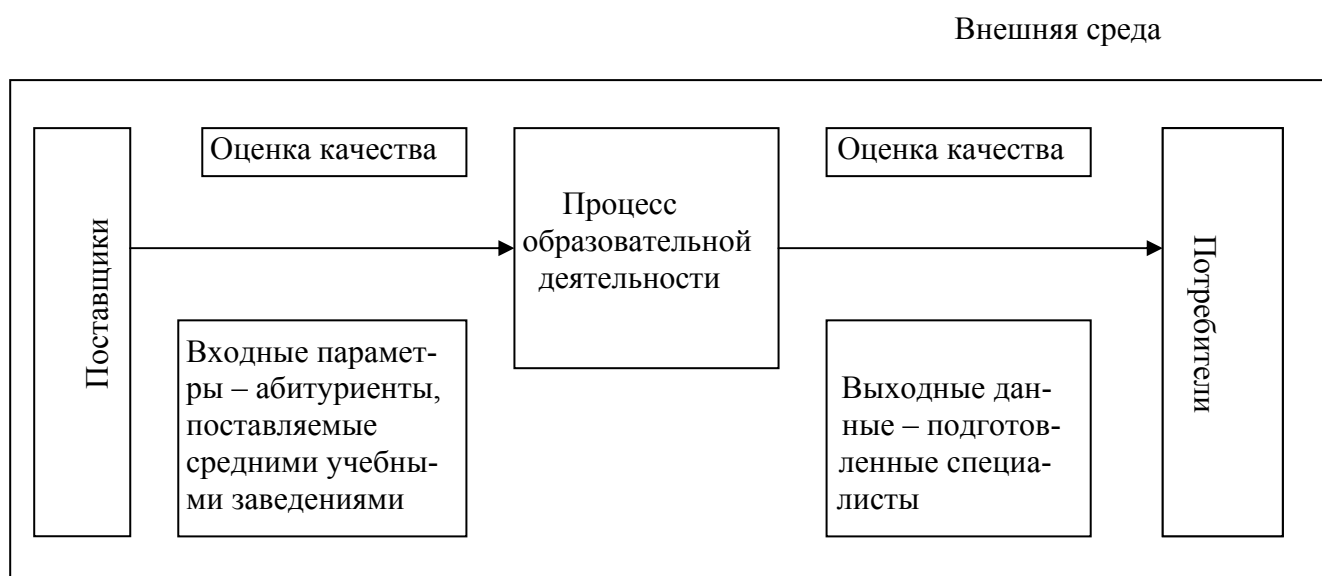 Внешняя среда
Поставщики
Оценка качества
Входные парамет-
ры – абитуриенты,
поставляемые
средними учебны-
ми заведениями
Процесс
образовательной
деятельности
Оценка качества
Выходные дан-
ные – подготов-
ленные специа-
листы
Потребители